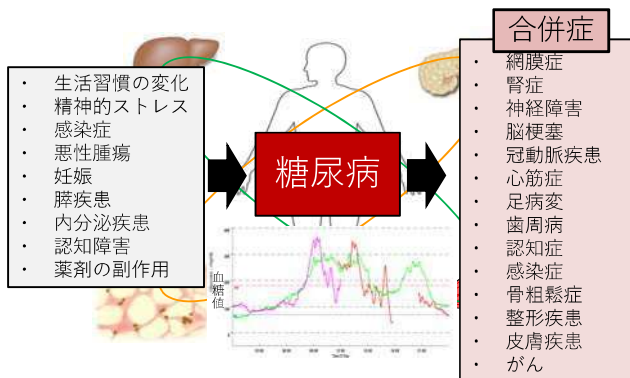 ・ 生活習慣の変化
・ 精神的ストレス
・ 感染症
・ 悪性腫瘍
・ 妊娠
・ 膵疾患
・ 内分泌疾患
・ 認知障害
・ 薬剤の副作用
糖尿病
血糖値
合併症
・ 網膜症
・ 腎症
・ 神経障害
・ 脳梗塞
・ 冠動脈疾患
・ 心筋症
・ 足病変
・ 歯周病
・ 認知症
・ 感染症
・ 骨粗鬆症
・ 整形疾患
・ 皮膚疾患
・ がん